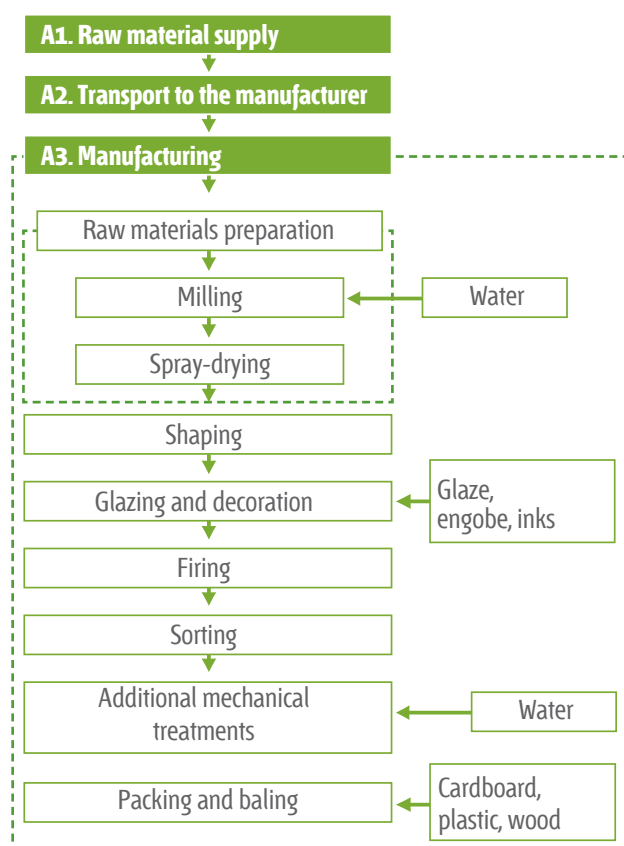 A1. Raw material supply
A2. Transport to the manufacturer
A3. Manufacturing
Raw materials preparation
Milling
Water
Spray-drying
Shaping
Glazing and decoration
Glaze,
engobe, inks
Firing
Sorting
Additional mechanical
treatments
Water
Packing and baling
Cardboard,
plastic, wood